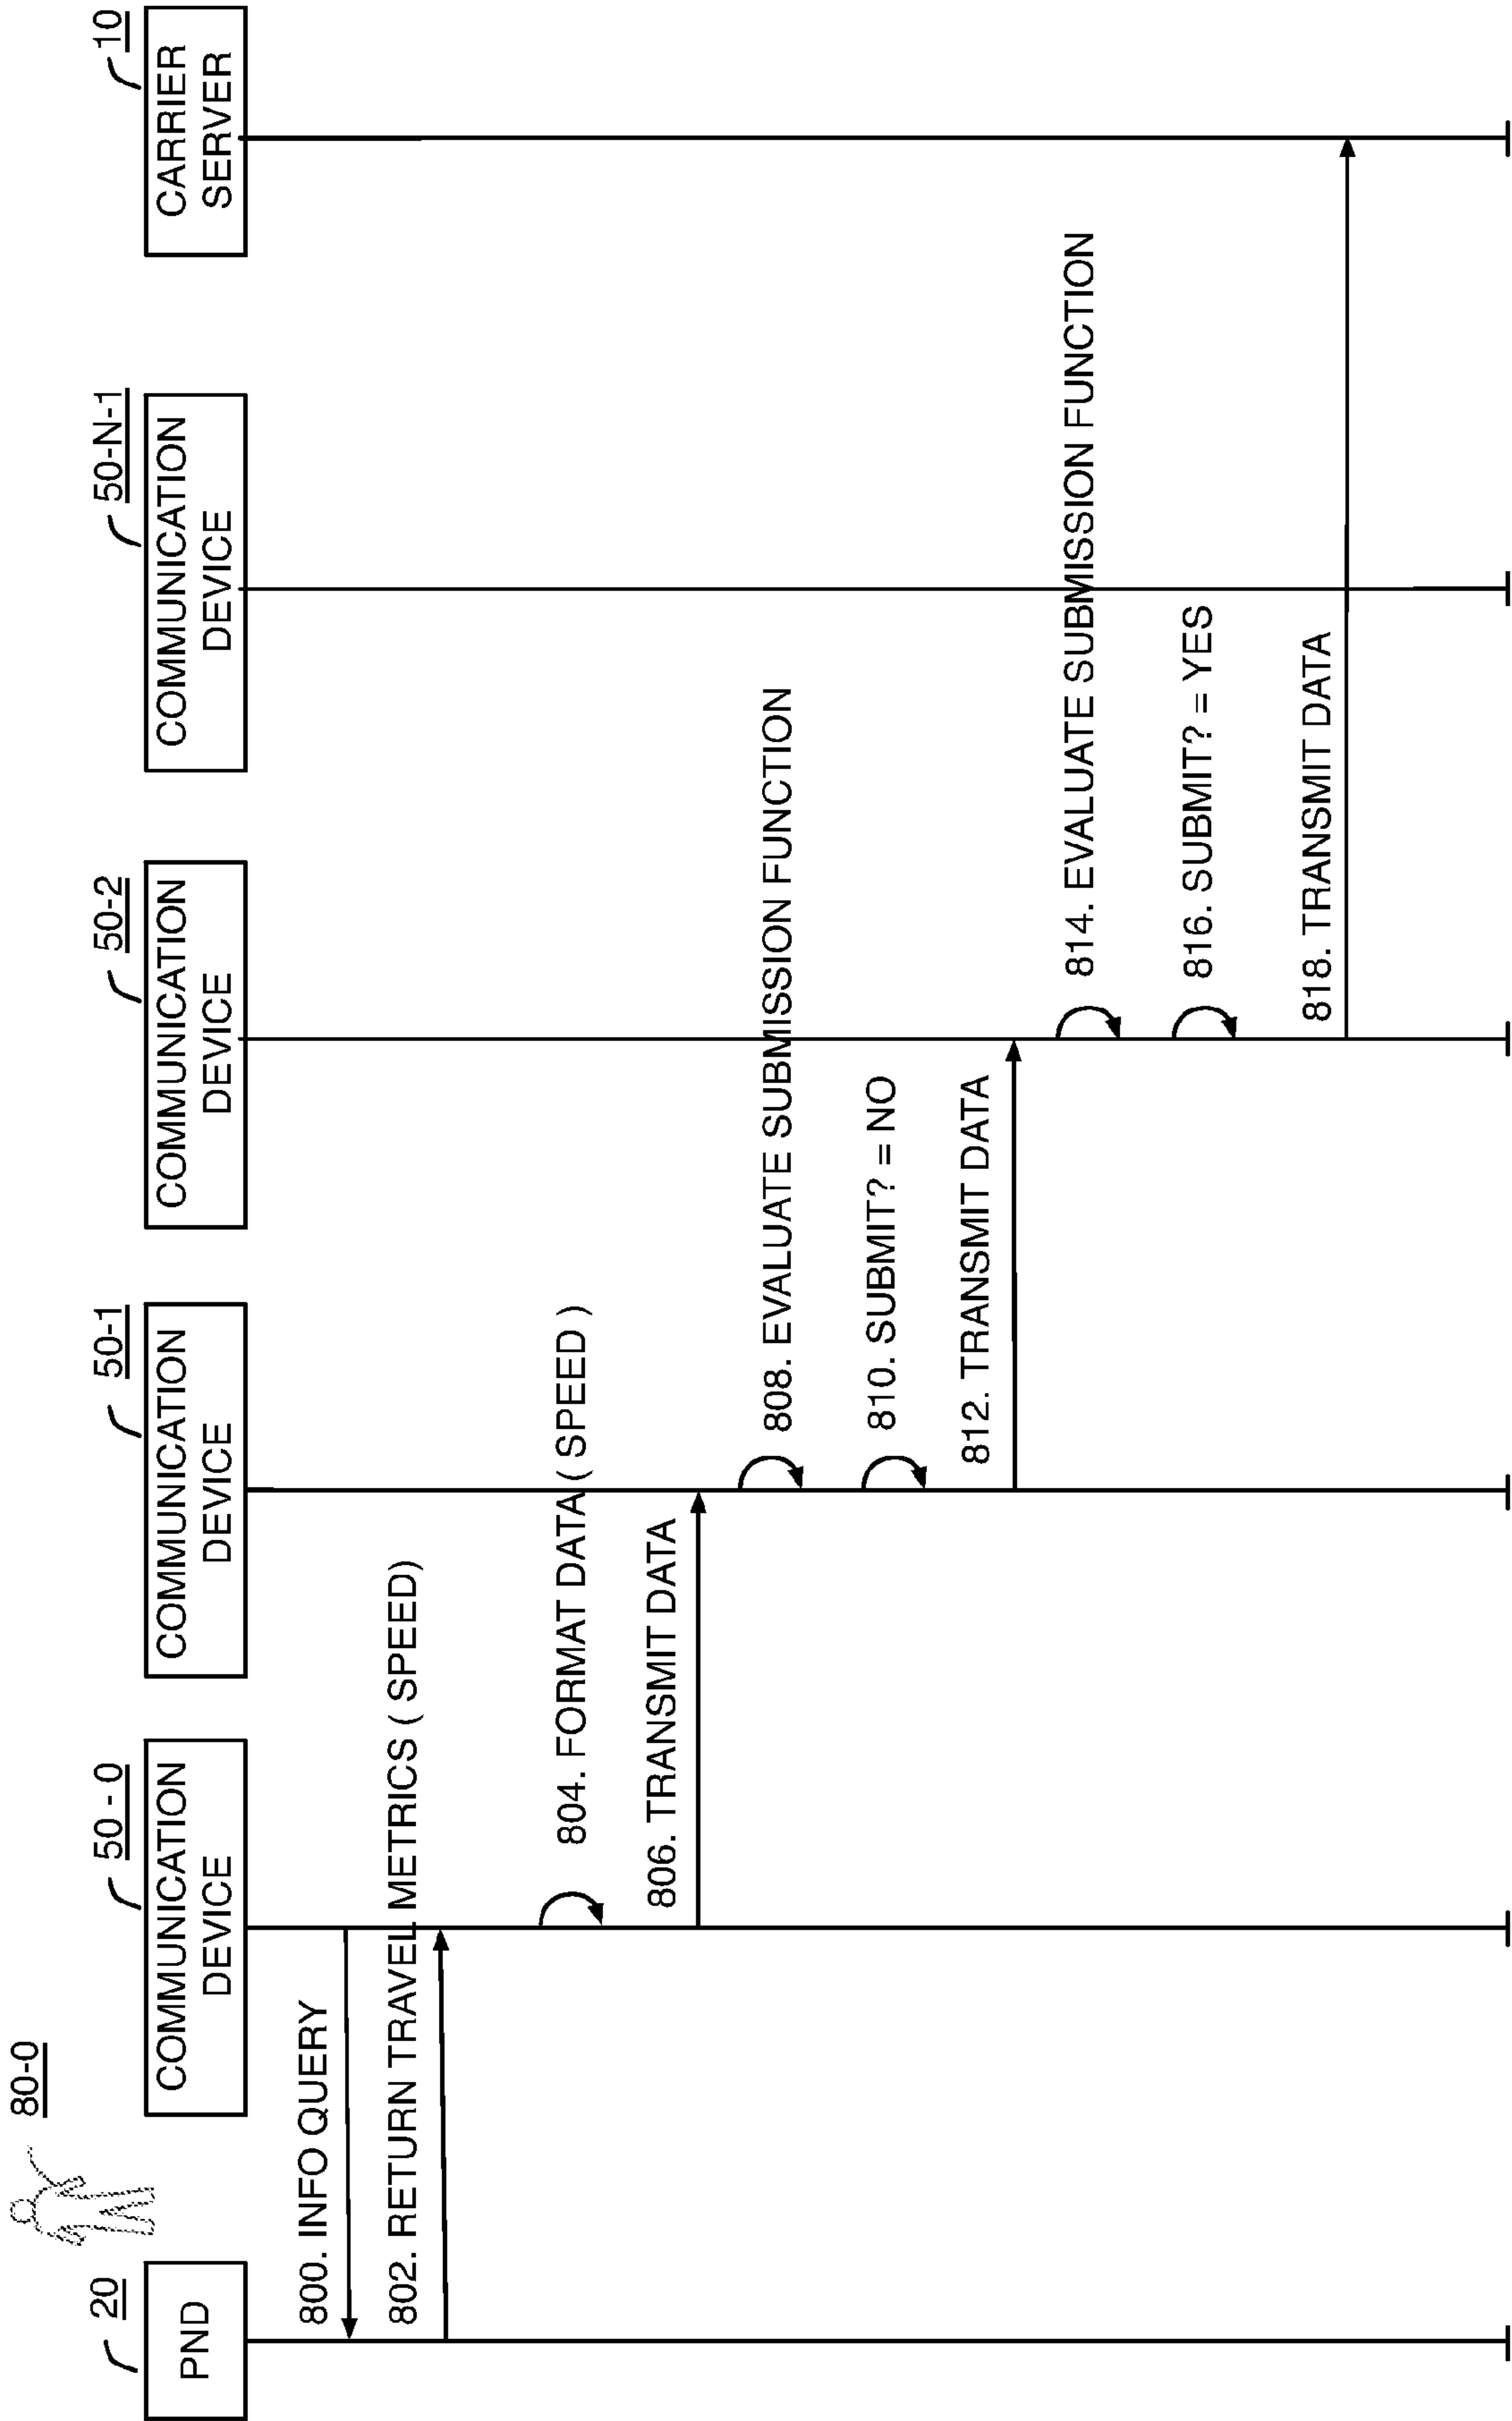 80-0
20
50 - 0
50-1
50-2
50-N-1
10
PND
COMMUNICATION
DEVICE
COMMUNICATION
DEVICE
COMMUNICATION
DEVICE
COMMUNICATION
DEVICE
CARRIER
SERVER
800. INFO QUERY
802. RETURN TRAVEL METRICS ( SPEED)
804. FORMAT DATA ( SPEED )
806. TRANSMIT DATA
808. EVALUATE SUBMISSION FUNCTION
810. SUBMIT? = NO
812. TRANSMIT DATA
814. EVALUATE SUBMISSION FUNCTION
816. SUBMIT? = YES
818. TRANSMIT DATA